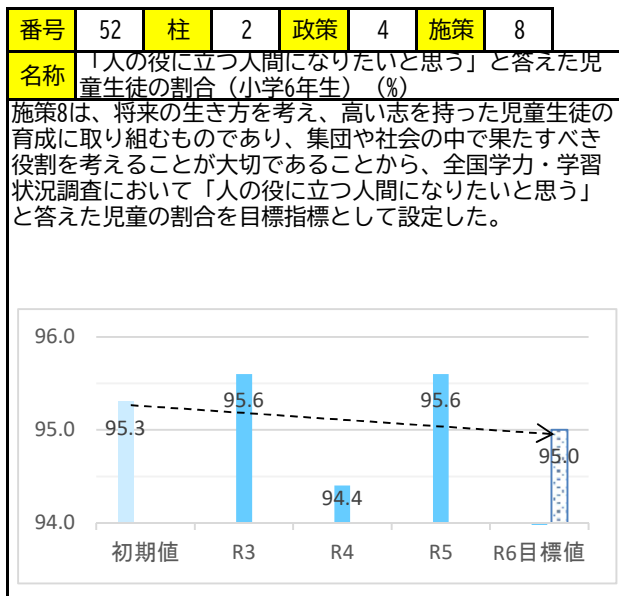 番号 52 柱 2 政策 4 施策 8
名称 「人の役に立つ人間になりたいと思う」と答えた児
童生徒の割合（小学6年生）（%）
施策8は、将来の生き方を考え、高い志を持った児童生徒の
育成に取り組むものであり、集団や社会の中で果たすべき
役割を考えることが大切であることから、全国学力・学習
状況調査において「人の役に立つ人間になりたいと思う」
と答えた児童の割合を目標指標として設定した。
96.0
95.0
94.0
95.3
95.6
94.4
95.6
95.0
初期値 R3 R4 R5 R6目標値